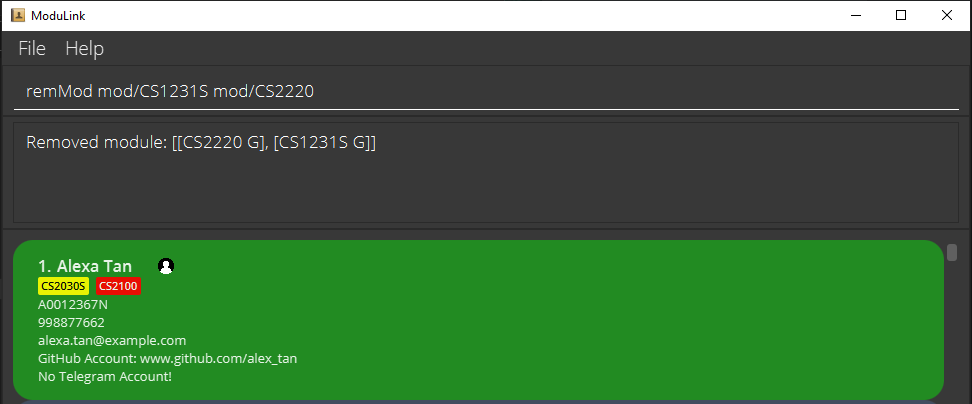 ModuLink
File Help
remMod mod/CS1231S mod/CS2220
Removed module: [[CS2220 G], [CS1231S G]]
1. Alexa Tan
CS2030S CS2100
A0012367N
998877662
alexa.tan@example.com
GitHub Account: www.github.com/alex_tan
No Telegram Account!